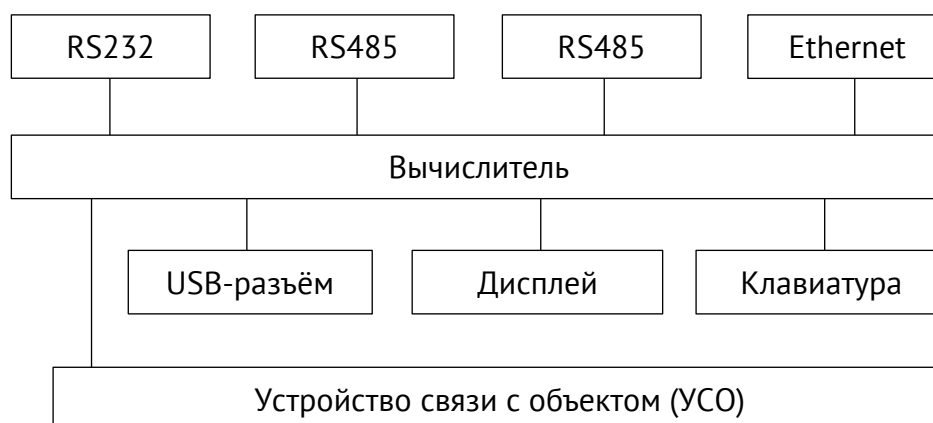 RS232
RS485
RS485
Ethernet
Вычислитель
USB-разъём
Дисплей
Клавиатура
Устройство связи с объектом (УСО)